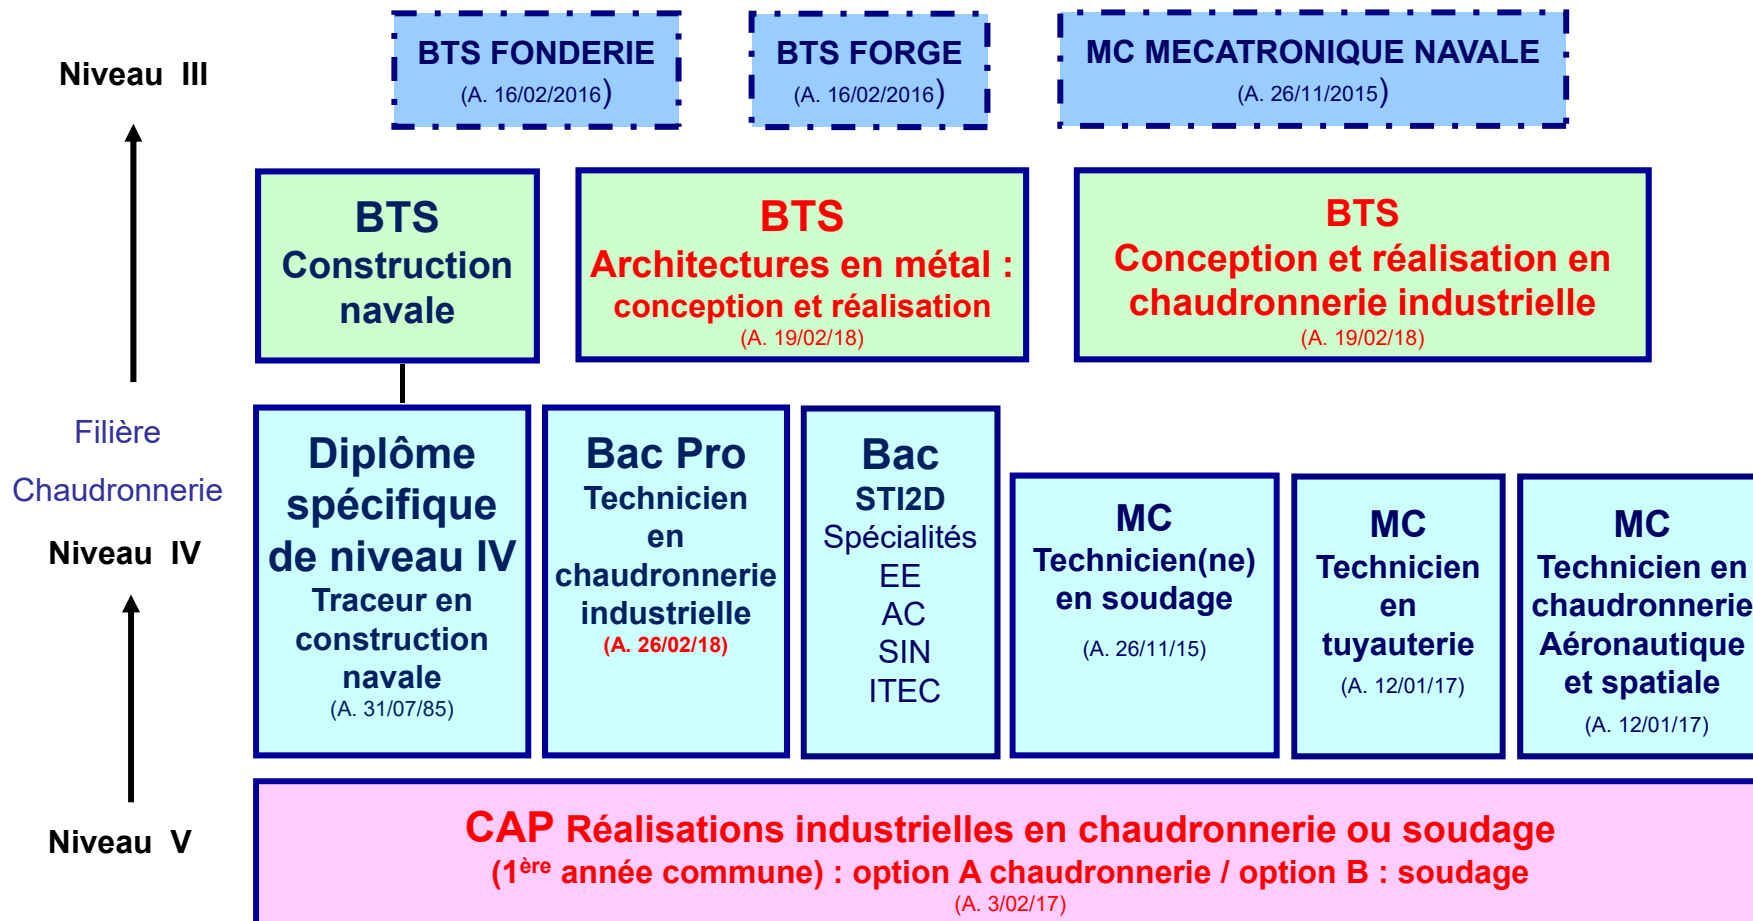 Niveau III
BTS FONDERIE
(A. 16/02/2016)
BTS FORGE
(A. 16/02/2016)
MC MECATRONIQUE NAVALE
(A. 26/11/2015)
BTS
Construction
navale
BTS
Architectures en métal :
conception et réalisation
(A. 19/02/18)
BTS
Conception et réalisation en
chaudronnerie industrielle
(A. 19/02/18)
Filière
Chaudronnerie
Niveau IV
Diplôme
spécifique
de niveau IV
Traceur en
construction
navale
(A. 31/07/85)
Bac Pro
Technicien
en
chaudronnerie
industrielle
(A. 26/02/18)
Bac
STI2D
Spécialités
EE
AC
SIN
ITEC
MC
Technicien(ne)
en soudage
(A. 26/11/15)
MC
Technicien
en
tuyauterie
(A. 12/01/17)
MC
Technicien en
chaudronnerie
Aéronautique
et spatiale
(A. 12/01/17)
Niveau V
CAP Réalisations industrielles en chaudronnerie ou soudage
(1ère année commune) : option A chaudronnerie / option B : soudage
(A. 3/02/17)